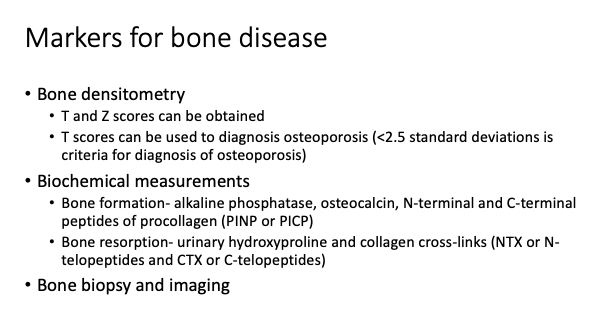 Markers for bone disease
• Bone densitometry
• T and Z scores can be obtained
• T scores can be used to diagnosis osteoporosis (<2.5 standard deviations is
criteria for diagnosis of osteoporosis)
• Biochemical measurements
• Bone formation- alkaline phosphatase, osteocalcin, N-terminal and C-terminal
peptides of procollagen (PINP or PICP)
• Bone resorption- urinary hydroxyproline and collagen cross-links (NTX or N-
telopeptides and CTX or C-telopeptides)
• Bone biopsy and imaging